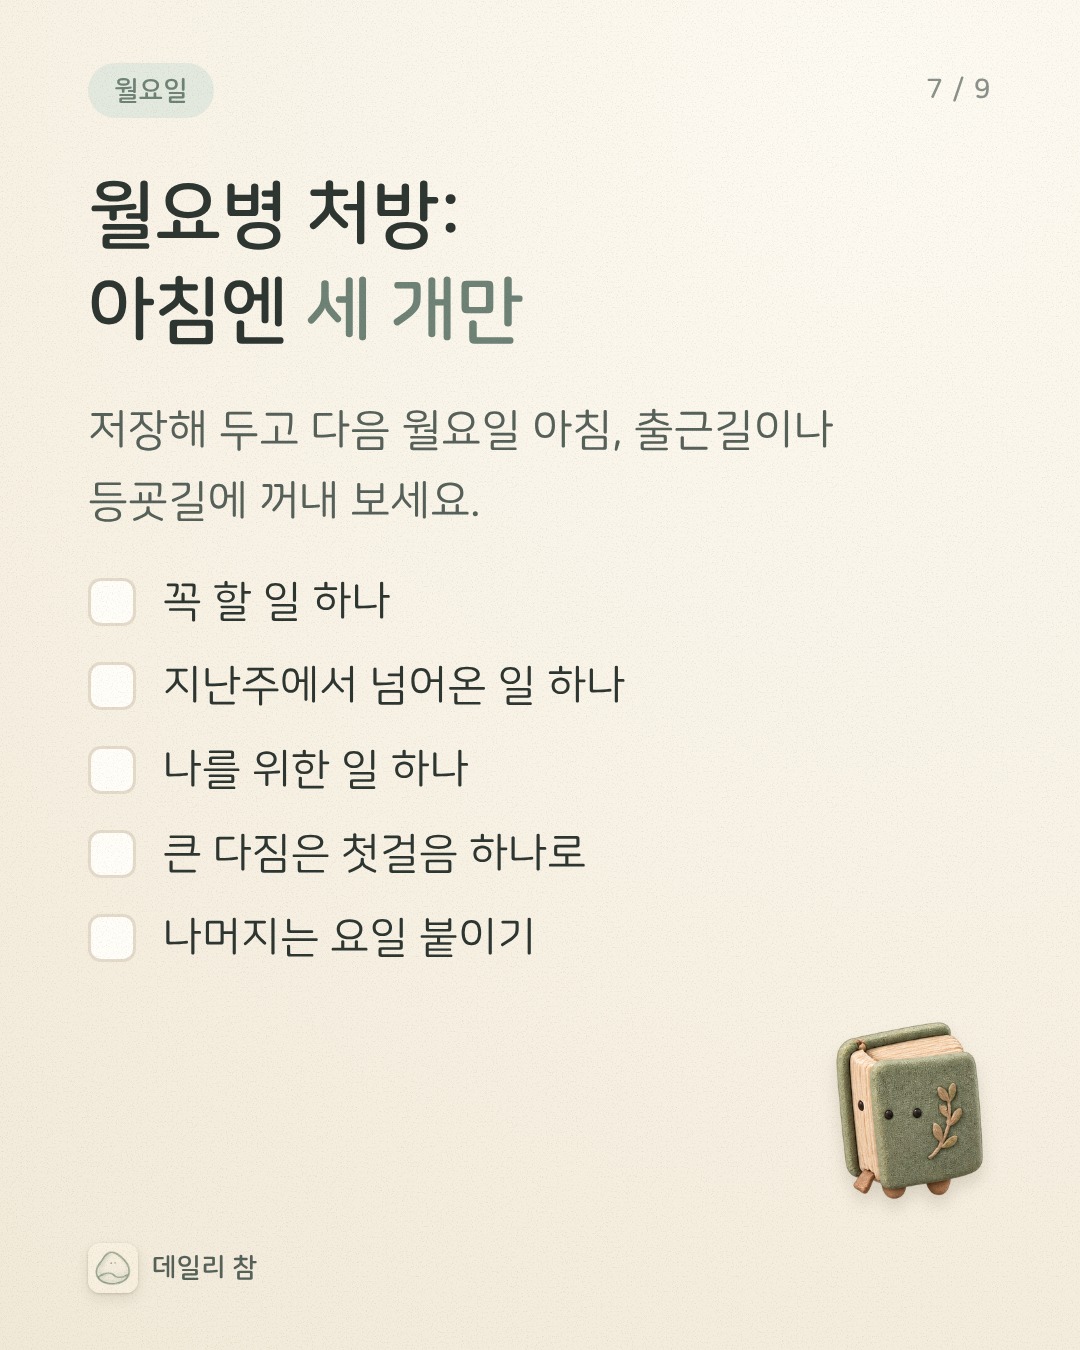 월요일
7 / 9
월요병 처방:
아침엔 세 개만
저장해 두고 다음 월요일 아침, 출근길이나
등굣길에 꺼내 보세요.
꼭 할 일 하나
지난주에서 넘어온 일 하나
나를 위한 일 하나
큰 다짐은 첫걸음 하나로
나머지는 요일 붙이기
데일리 참